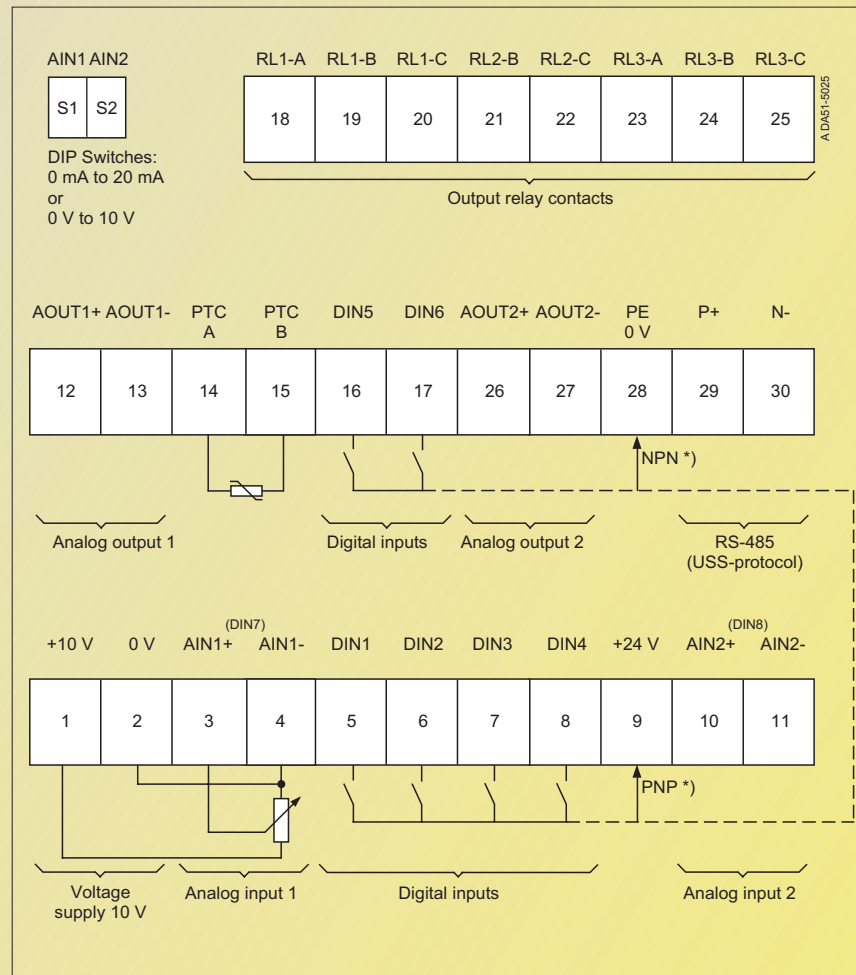 AIN1 AIN2
S1 S2
DIP Switches:
0 mA to 20 mA
or
0 V to 10 V
RL1-A RL1-B RL1-C RL2-B RL2-C RL3-A RL3-B RL3-C
18 19 20 21 22 23 24 25
A DA51-5025
Output relay contacts
AOUT1+ AOUT1- PTC A PTC B DIN5 DIN6 AOUT2+ AOUT2- PE 0 V P+ N-
12 13 14 15 16 17 26 27 28 29 30
NPN *)
Analog output 1
Digital inputs
Analog output 2
RS-485
(USS-protocol)
(DIN7) (DIN8)
+10 V 0 V AIN1+ AIN1- DIN1 DIN2 DIN3 DIN4 +24 V AIN2+ AIN2-
1 2 3 4 5 6 7 8 9 10 11
PNP *)
Voltage
supply 10 V
Analog input 1
Digital inputs
Analog input 2